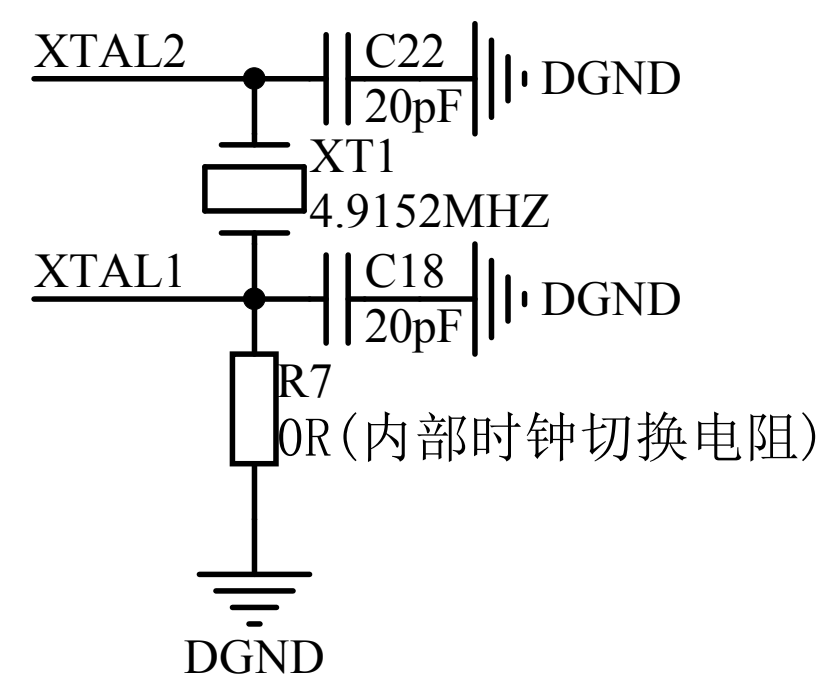 XTAL2
C22
20pF
DGND
XT1
4.9152MHZ
XTAL1
C18
20pF
DGND
R7
0R(内部时钟切换电阻)
DGND